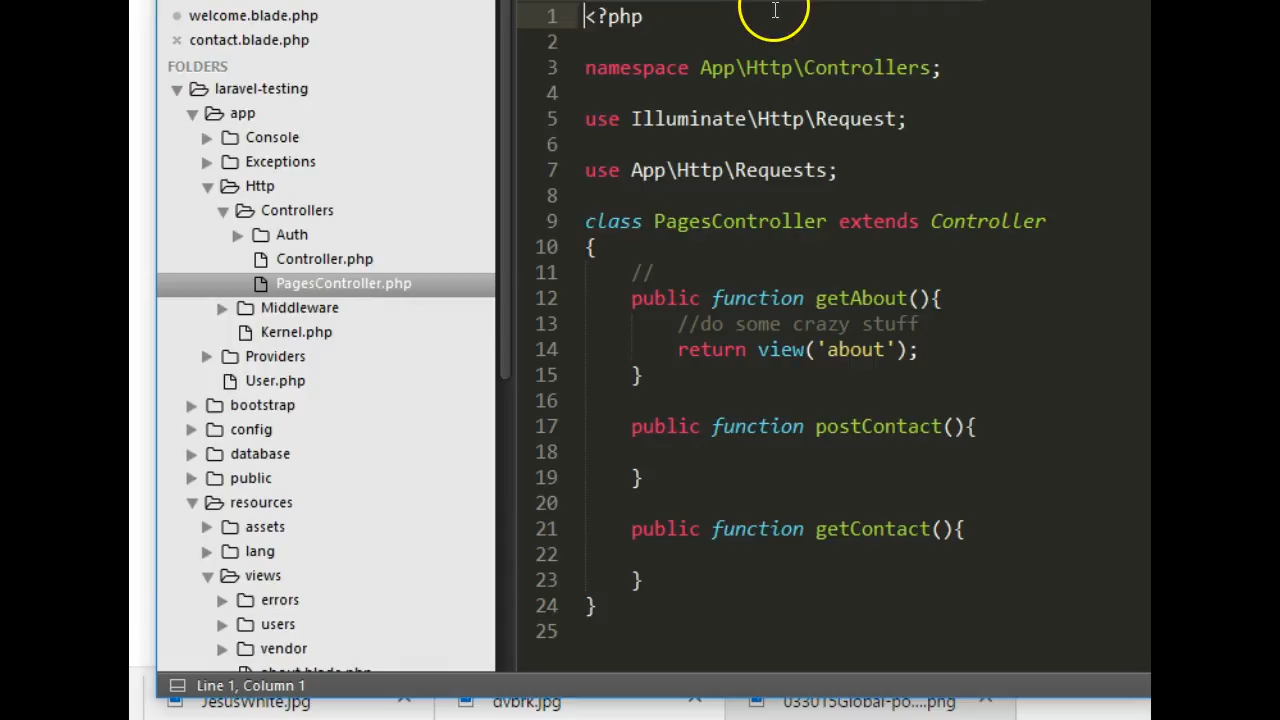 welcome.blade.php
contact.blade.php
FOLDERS
laravel-testing
app
Console
Exceptions
Http
Controllers
Auth
Controller.php
PagesController.php
Middleware
Kernel.php
Providers
User.php
bootstrap
config
database
public
resources
assets
lang
views
errors
users
vendor
about.blade.php
1 <?php
2
3 namespace App\Http\Controllers;
4
5 use Illuminate\Http\Request;
6
7 use App\Http\Requests;
8
9 class PagesController extends Controller
10 {
11 //
12 public function getAbout(){
13 //do some crazy stuff
14 return view('about');
15 }
16
17 public function postContact(){
18
19 }
20
21 public function getContact(){
22
23 }
24 }
25
Line 1, Column 1
JesusWhite.jpg
dvbrk.jpg
033015Global-po....png